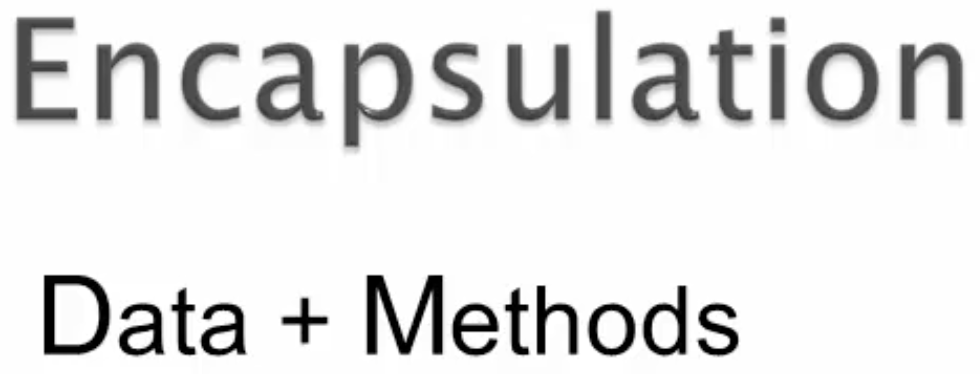 Encapsulation
Data + Methods